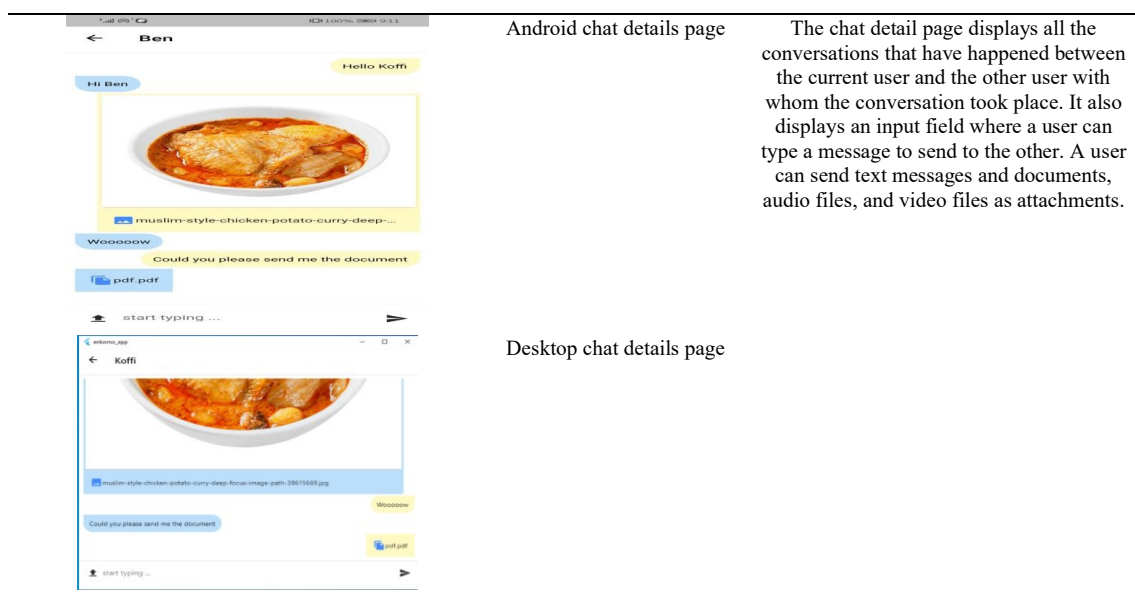 100% 9:11
Ben
Hello Koffi
Hi Ben
muslim-style-chicken-potato-curry-deep-...
Wooooow
Could you please send me the document
pdf.pdf
start typing ...
Android chat details page
The chat detail page displays all the
conversations that have happened between
the current user and the other user with
whom the conversation took place. It also
displays an input field where a user can
type a message to send to the other. A user
can send text messages and documents,
audio files, and video files as attachments.
Koffi
muslim-style-chicken-potato-curry-deep-focus-image-path-38615669.jpg
Wooooow
Could you please send me the document
pdf.pdf
start typing ...
Desktop chat details page